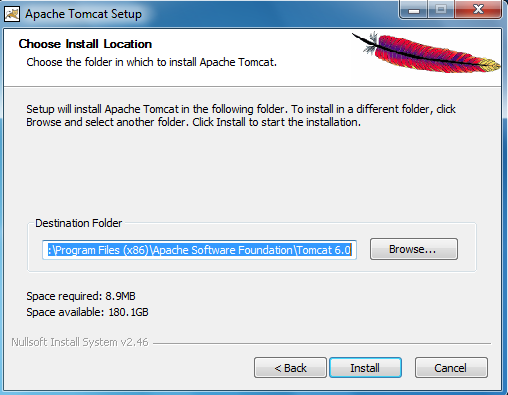 Apache Tomcat Setup
Choose Install Location
Choose the folder in which to install Apache Tomcat.
Setup will install Apache Tomcat in the following folder. To install in a different folder, click
Browse and select another folder. Click Install to start the installation.
Destination Folder
:\Program Files (x86)\Apache Software Foundation\Tomcat 6.0
Browse...
Space required: 8.9MB
Space available: 180.1GB
Nullsoft Install System v2.46
< Back
Install
Cancel